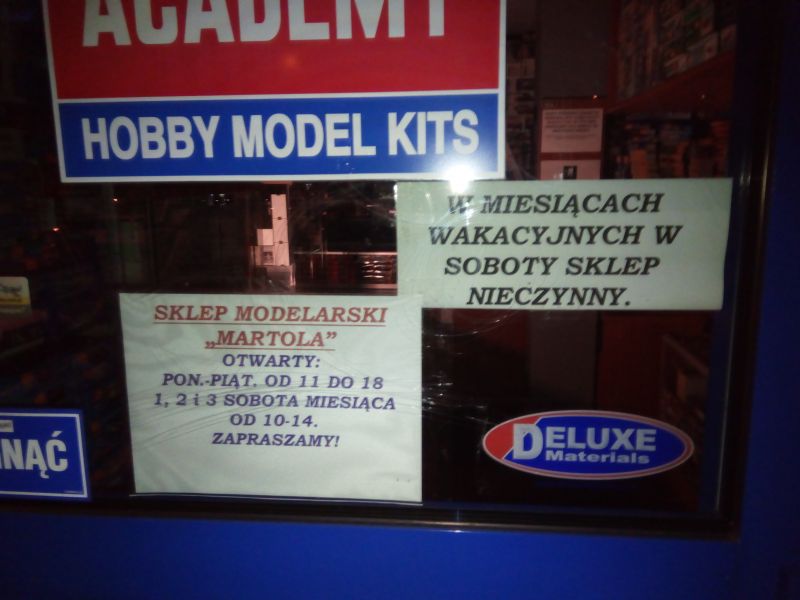 ACADEMY
HOBBY MODEL KITS
W MIESIĄCACH
WAKACYJNYCH W
SOBOTY SKLEP
NIECZYNNY.
SKLEP MODELARSKI
„MARTOLA”
OTWARTY:
PON.-PIĄT. OD 11 DO 18
1, 2 i 3 SOBOTA MIESIĄCA
OD 10-14.
ZAPRASZAMY!
DELUXE
Materials
NĄĆ